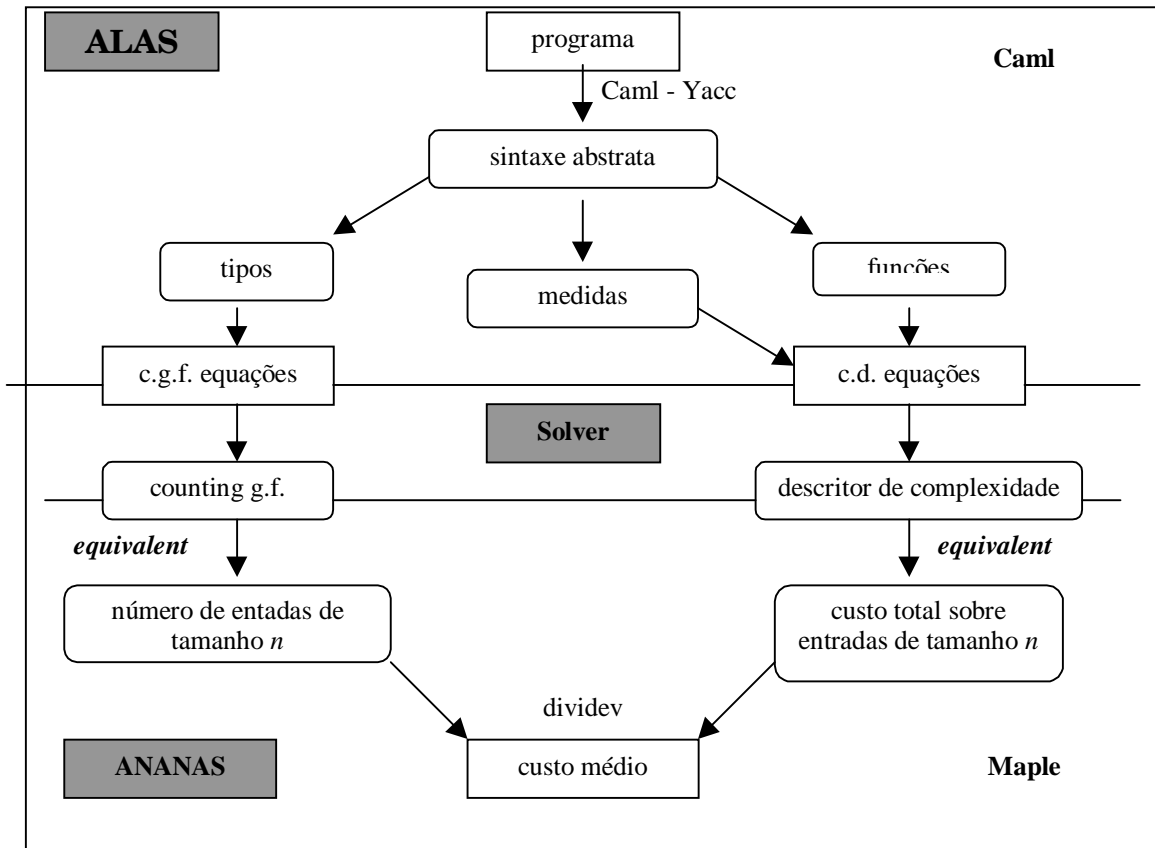 ALAS
programa
Caml
Caml - Yacc
sintaxe abstrata
tipos
medidas
funções
c.g.f. equações
c.d. equações
Solver
counting g.f.
descritor de complexidade
equivalent
equivalent
número de entadas de
tamanho n
custo total sobre
entradas de tamanho n
dividev
ANANAS
custo médio
Maple